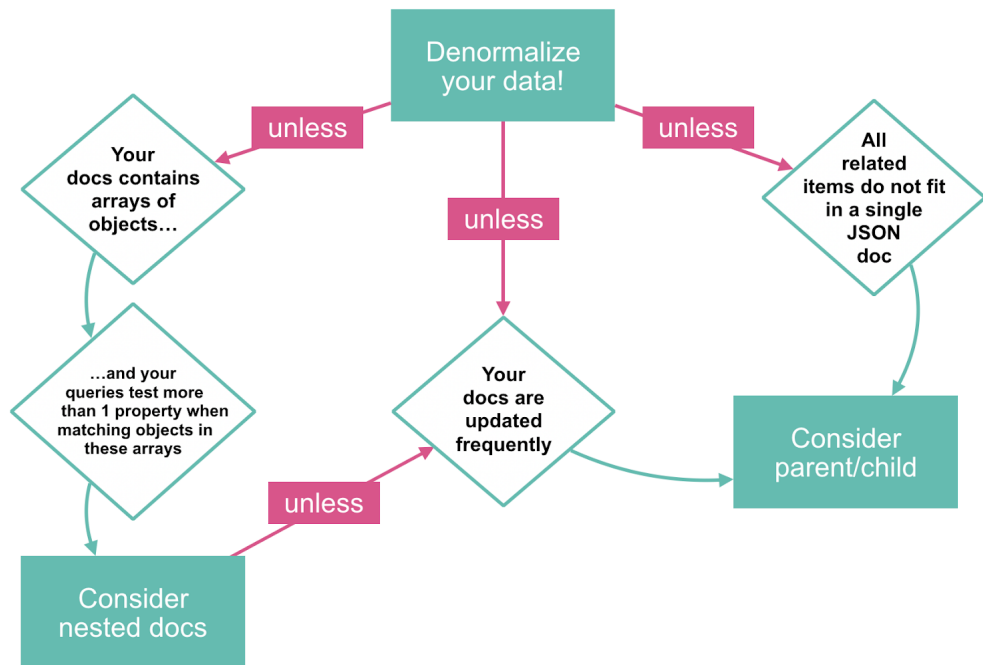 Denormalize
your data!
unless
unless
unless
Your
docs contains
arrays of
objects…
All
related
items do not fit
in a single
JSON
doc
…and your
queries test more
than 1 property when
matching objects in
these arrays
Your
docs are
updated
frequently
Consider
parent/child
unless
Consider
nested docs